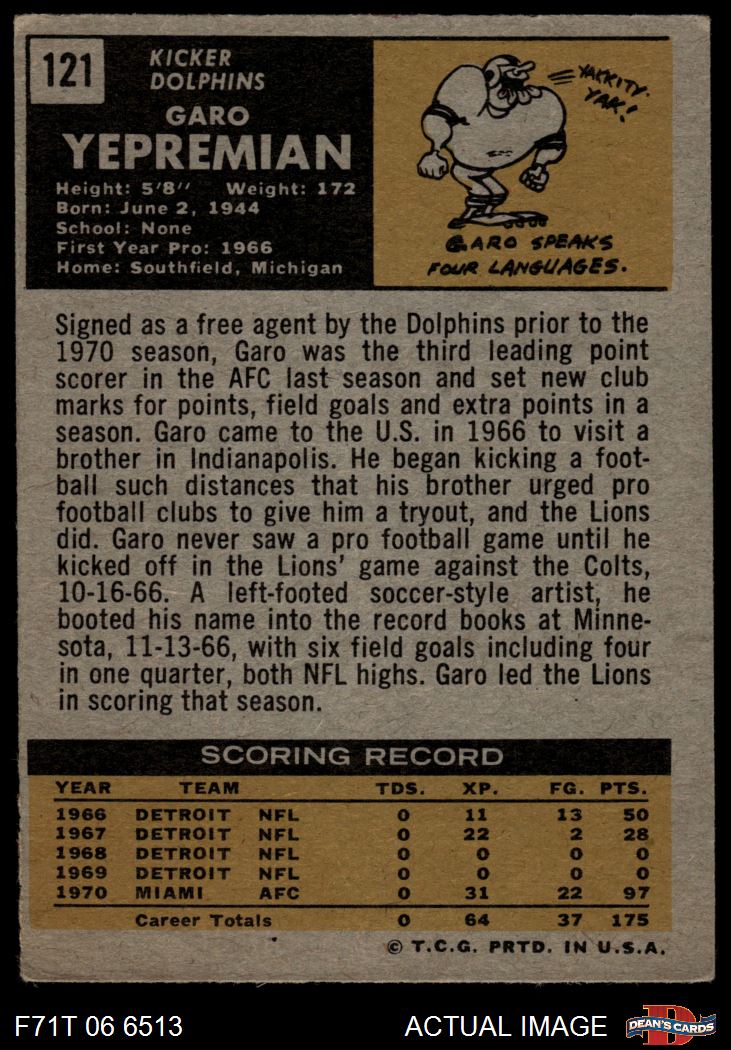 121
KICKER
DOLPHINS
GARO
YEPREMIAN
Height: 5'8" Weight: 172
Born: June 2, 1944
School: None
First Year Pro: 1966
Home: Southfield, Michigan
YAKKITY-
YAK!
GARO SPEAKS
FOUR LANGUAGES.
Signed as a free agent by the Dolphins prior to the
1970 season, Garo was the third leading point
scorer in the AFC last season and set new club
marks for points, field goals and extra points in a
season. Garo came to the U.S. in 1966 to visit a
brother in Indianapolis. He began kicking a foot-
ball such distances that his brother urged pro
football clubs to give him a tryout, and the Lions
did. Garo never saw a pro football game until he
kicked off in the Lions' game against the Colts,
10-16-66. A left-footed soccer-style artist, he
booted his name into the record books at Minne-
sota, 11-13-66, with six field goals including four
in one quarter, both NFL highs. Garo led the Lions
in scoring that season.
SCORING RECORD
YEAR TEAM TDS. XP. FG. PTS.
1966 DETROIT NFL 0 11 13 50
1967 DETROIT NFL 0 22 2 28
1968 DETROIT NFL 0 0 0 0
1969 DETROIT NFL 0 0 0 0
1970 MIAMI AFC 0 31 22 97
Career Totals 0 64 37 175
© T.C.G. PRTD. IN U.S.A.
F71T 06 6513 ACTUAL IMAGE
D
DEAN'S CARDS